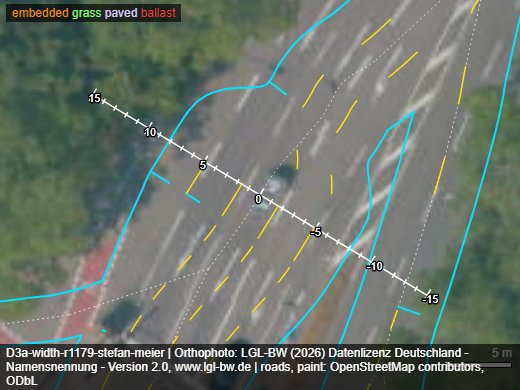 embedded grass paved ballast
15
10
5
0
-5
-10
-15
5 m
D3a-width-r1179-stefan-meier | Orthophoto: LGL-BW (2026) Datenlizenz Deutschland -
Namensnennung - Version 2.0, www.lgl-bw.de | roads, paint: OpenStreetMap contributors,
ODbL